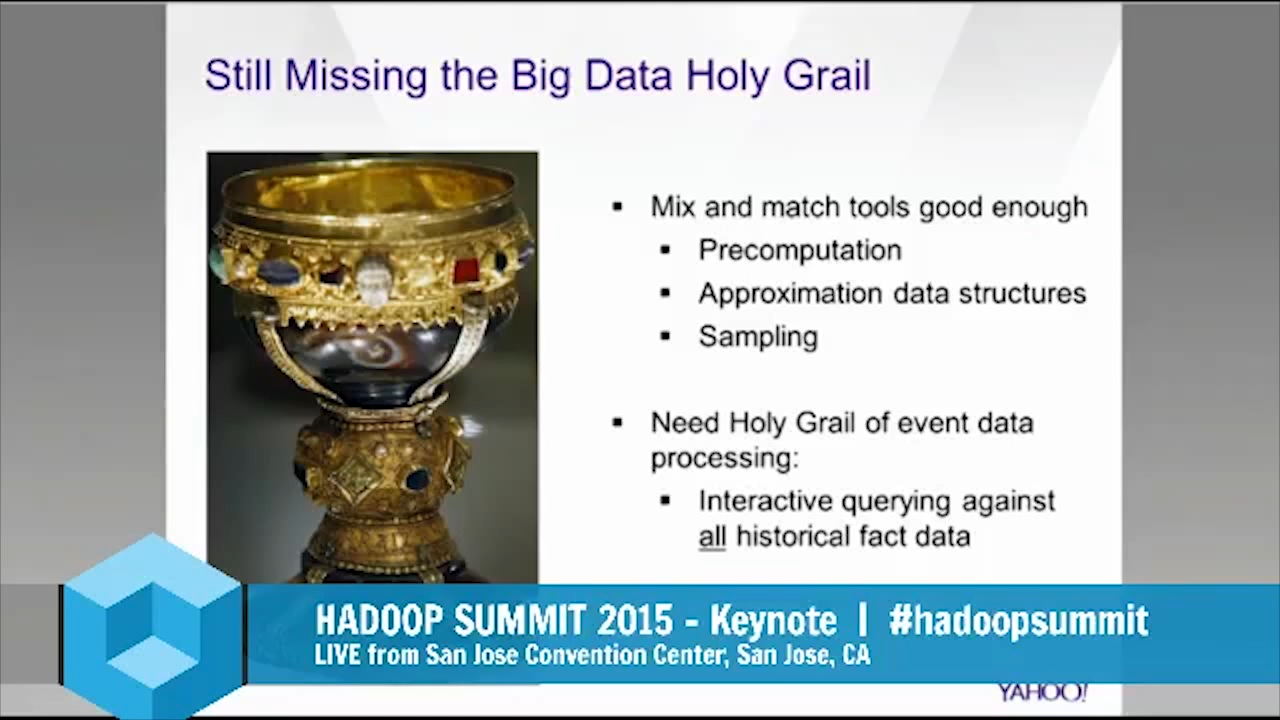 Still Missing the Big Data Holy Grail
▪ Mix and match tools good enough
▪ Precomputation
▪ Approximation data structures
▪ Sampling
▪ Need Holy Grail of event data
processing:
▪ Interactive querying against
all historical fact data
HADOOP SUMMIT 2015 - Keynote | #hadoopsummit
LIVE from San Jose Convention Center, San Jose, CA
YAHOO!